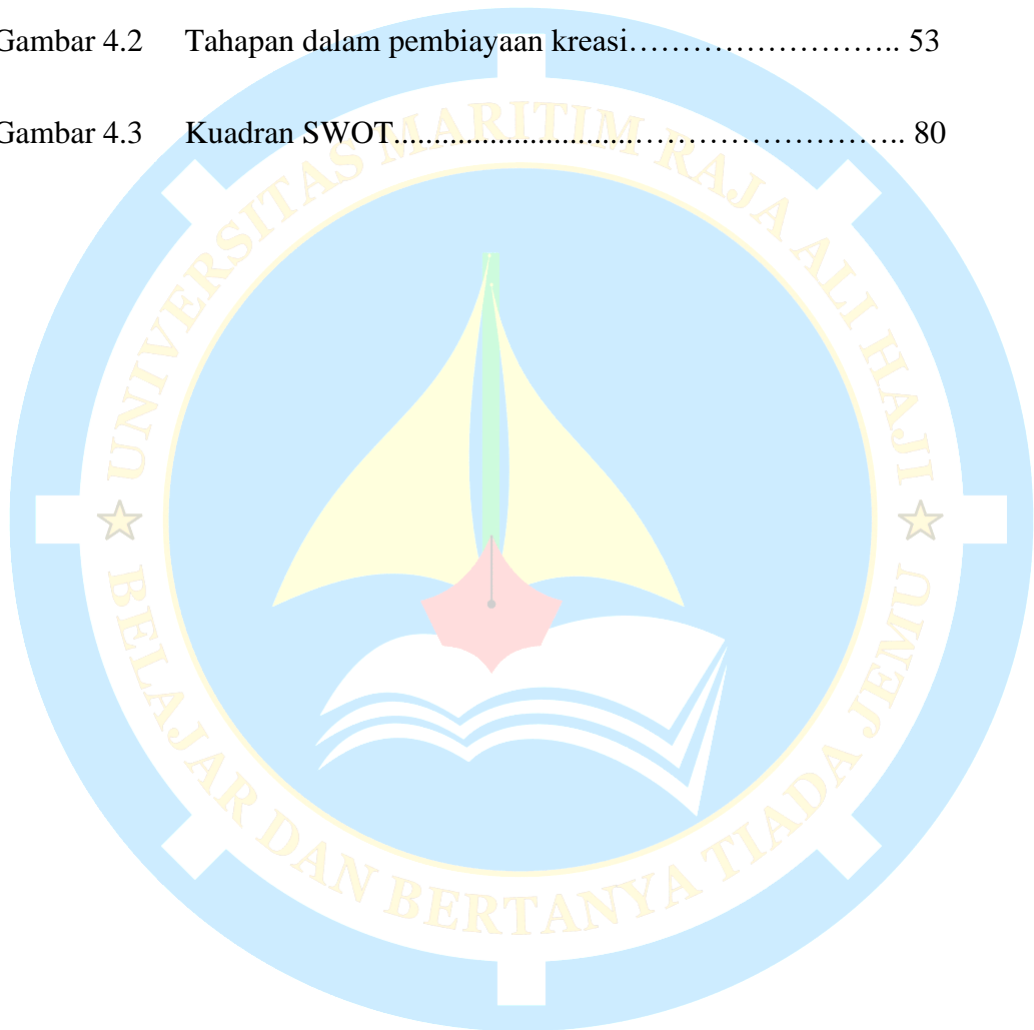 Gambar 4.2 Tahapan dalam pembiayaan kreasi…………………….. 53
Gambar 4.3 Kuadran SWOT...............................…………………….. 80
UNIVERSITAS MARITIM RAJA ALI HAJI
BELAJAR DAN BERTANYA TIADA JEMU